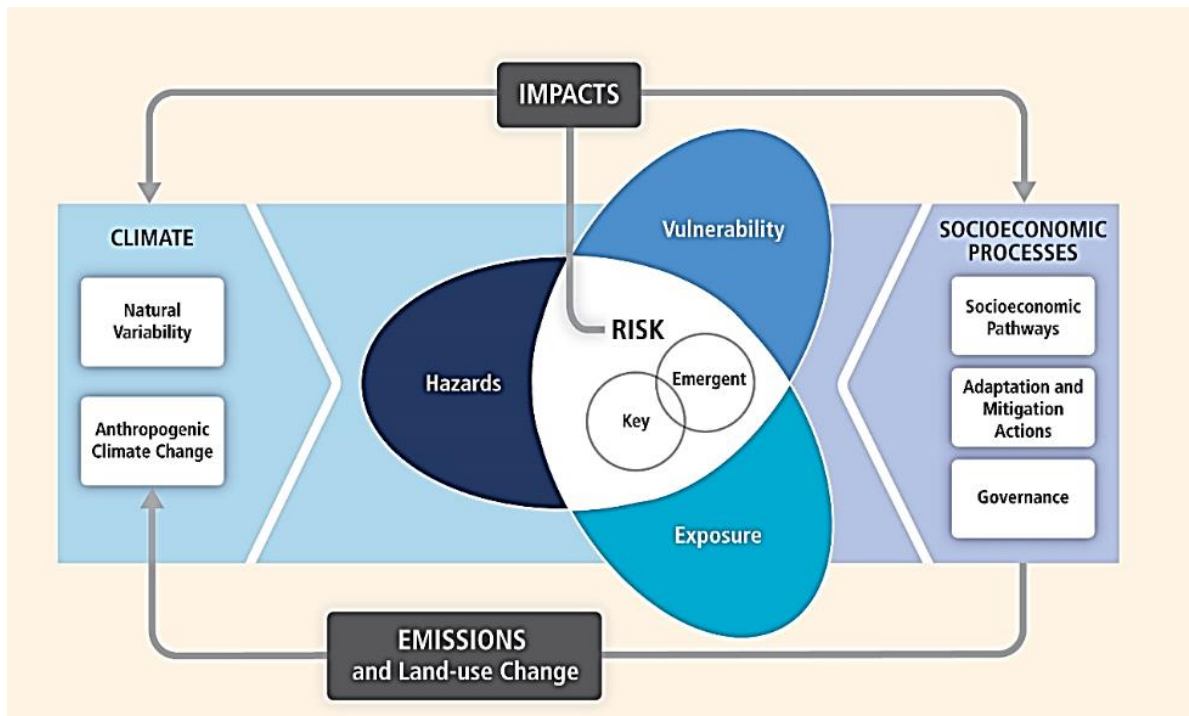 IMPACTS
CLIMATE
Natural
Variability
Anthropogenic
Climate Change
Vulnerability
Hazards
RISK
Emergent
Key
Exposure
SOCIOECONOMIC
PROCESSES
Socioeconomic
Pathways
Adaptation and
Mitigation
Actions
Governance
EMISSIONS
and Land-use Change